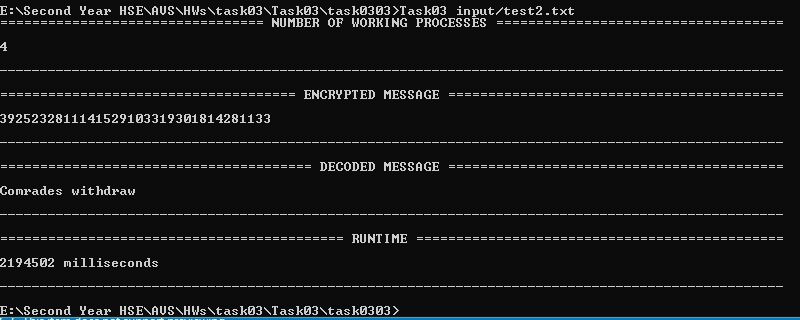 E:\Second Year HSE\AVS\HWs\task03\Task03\task0303>Task03 input/test2.txt
================================= NUMBER OF WORKING PROCESSES =====================================
4
--------------------------------------------------------------------------------------------------
===================================== ENCRYPTED MESSAGE ==========================================
3925232811141529103319301814281133
--------------------------------------------------------------------------------------------------
======================================= DECODED MESSAGE ==========================================
Comrades withdraw
--------------------------------------------------------------------------------------------------
=========================================== RUNTIME ==============================================
2194502 milliseconds
--------------------------------------------------------------------------------------------------
E:\Second Year HSE\AVS\HWs\task03\Task03\task0303>